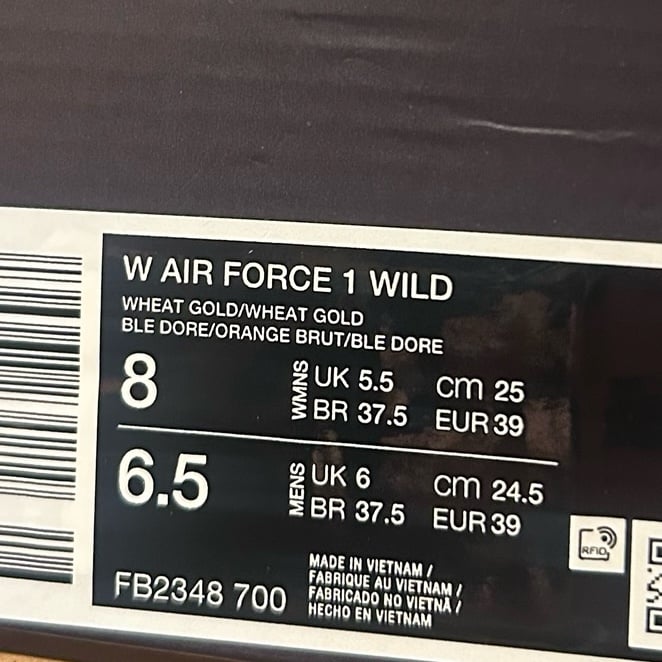 W AIR FORCE 1 WILD
WHEAT GOLD/WHEAT GOLD
BLE DORE/ORANGE BRUT/BLE DORE
8 WMNS UK 5.5 cm 25
BR 37.5 EUR 39
6.5 MENS UK 6 cm 24.5
BR 37.5 EUR 39
RFID
FB2348 700
MADE IN VIETNAM /
FABRIQUE AU VIETNAM /
FABRICADO NO VIETNÃ /
HECHO EN VIETNAM